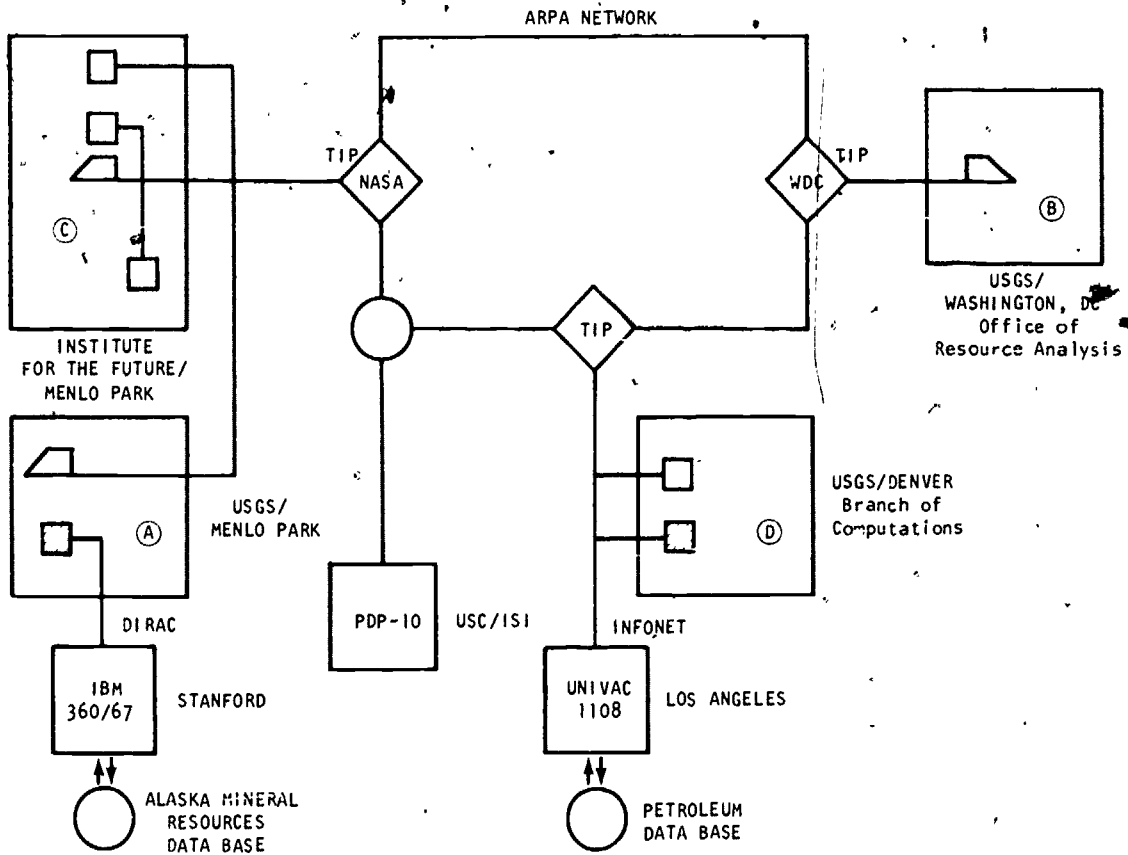 ARPA NETWORK
TIP
NASA
TIP
WDC
C
B
USGS/
WASHINGTON, DC
Office of
Resource Analysis
INSTITUTE
FOR THE FUTURE/
MENLO PARK
TIP
USGS/
MENLO PARK
A
USGS/DENVER
Branch of
Computations
D
DIRAC
PDP-10
USC/ISI
INFONET
IBM
360/67
STANFORD
UNIVAC
1108
LOS ANGELES
ALASKA MINERAL
RESOURCES
DATA BASE
PETROLEUM
DATA BASE